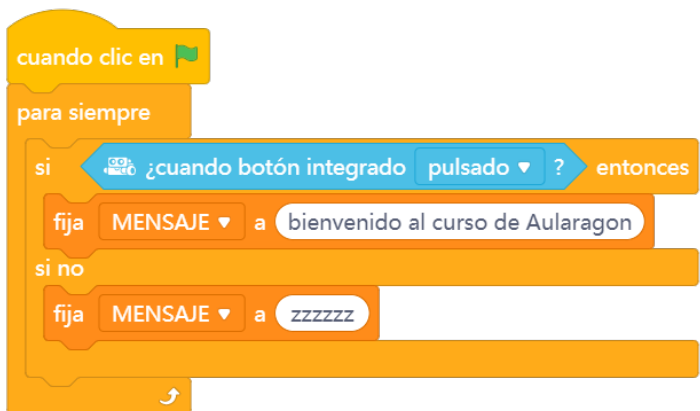 cuando clic en
para siempre
si ¿cuando botón integrado pulsado ? entonces
fija MENSAJE a bienvenido al curso de Aularagon
si no
fija MENSAJE a zzzzzz